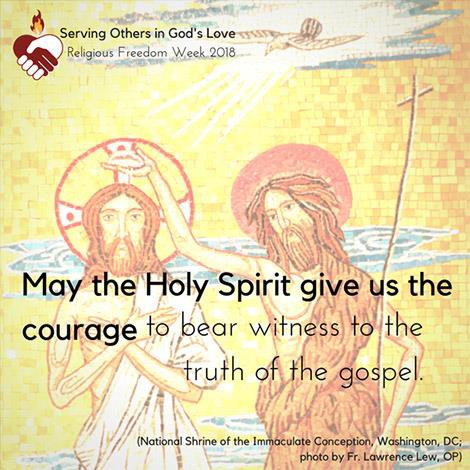 Serving Others in God's Love
Religious Freedom Week 2018
May the Holy Spirit give us the
courage to bear witness to the
truth of the gospel.
(National Shrine of the Immaculate Conception, Washington, DC;
photo by Fr. Lawrence Lew, OP)